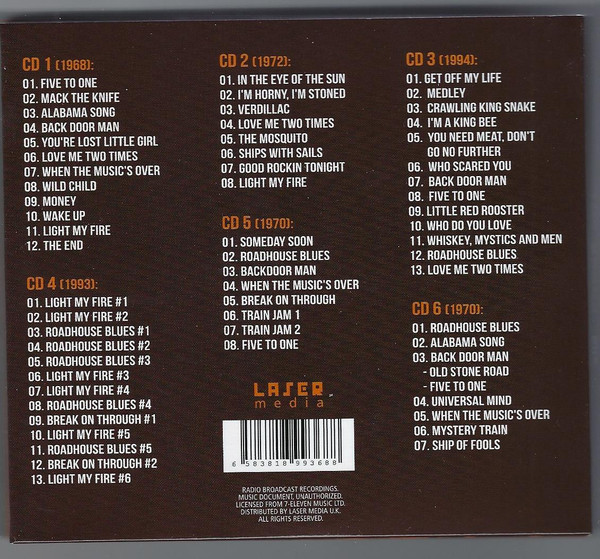 CD 1 (1968):
01. FIVE TO ONE
02. MACK THE KNIFE
03. ALABAMA SONG
04. BACK DOOR MAN
05. YOU'RE LOST LITTLE GIRL
06. LOVE ME TWO TIMES
07. WHEN THE MUSIC'S OVER
08. WILD CHILD
09. MONEY
10. WAKE UP
11. LIGHT MY FIRE
12. THE END
CD 2 (1972):
01. IN THE EYE OF THE SUN
02. I'M HORNY, I'M STONED
03. VERDILLAC
04. LOVE ME TWO TIMES
05. THE MOSQUITO
06. SHIPS WITH SAILS
07. GOOD ROCKIN TONIGHT
08. LIGHT MY FIRE
CD 3 (1994):
01. GET OFF MY LIFE
02. MEDLEY
03. CRAWLING KING SNAKE
04. I'M A KING BEE
05. YOU NEED MEAT, DON'T
GO NO FURTHER
06. WHO SCARED YOU
07. BACK DOOR MAN
08. FIVE TO ONE
09. LITTLE RED ROOSTER
10. WHO DO YOU LOVE
11. WHISKEY, MYSTICS AND MEN
12. ROADHOUSE BLUES
13. LOVE ME TWO TIMES
CD 4 (1993):
01. LIGHT MY FIRE #1
02. LIGHT MY FIRE #2
03. ROADHOUSE BLUES #1
04. ROADHOUSE BLUES #2
05. ROADHOUSE BLUES #3
06. LIGHT MY FIRE #3
07. LIGHT MY FIRE #4
08. ROADHOUSE BLUES #4
09. BREAK ON THROUGH #1
10. LIGHT MY FIRE #5
11. ROADHOUSE BLUES #5
12. BREAK ON THROUGH #2
13. LIGHT MY FIRE #6
CD 5 (1970):
01. SOMEDAY SOON
02. ROADHOUSE BLUES
03. BACKDOOR MAN
04. WHEN THE MUSIC'S OVER
05. BREAK ON THROUGH
06. TRAIN JAM 1
07. TRAIN JAM 2
08. FIVE TO ONE
CD 6 (1970):
01. ROADHOUSE BLUES
02. ALABAMA SONG
03. BACK DOOR MAN
- OLD STONE ROAD
- FIVE TO ONE
04. UNIVERSAL MIND
05. WHEN THE MUSIC'S OVER
06. MYSTERY TRAIN
07. SHIP OF FOOLS
LASER
media
6 583818 993688
RADIO BROADCAST RECORDINGS.
MUSIC DOCUMENT, UNAUTHORIZED.
LICENSED FROM 7-ELEVEN MUSIC LTD.
DISTRIBUTED BY LASER MEDIA U.K.
ALL RIGHTS RESERVED.